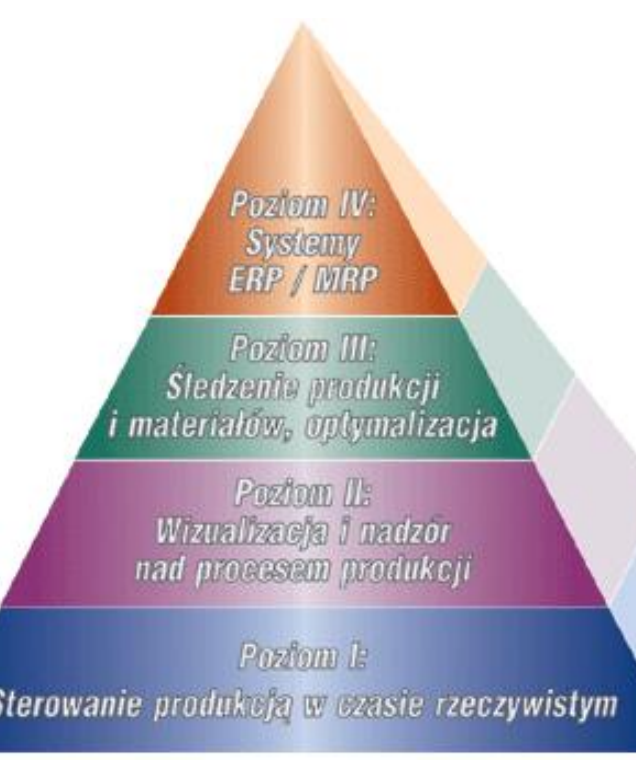 Poziom IV:
Systemy
ERP / MRP
Poziom III:
Śledzenie produkcji
i materiałów, optymalizacja
Poziom II:
Wizualizacja i nadzór
nad procesem produkcji
Poziom I:
Sterowanie produkcją w czasie rzeczywistym